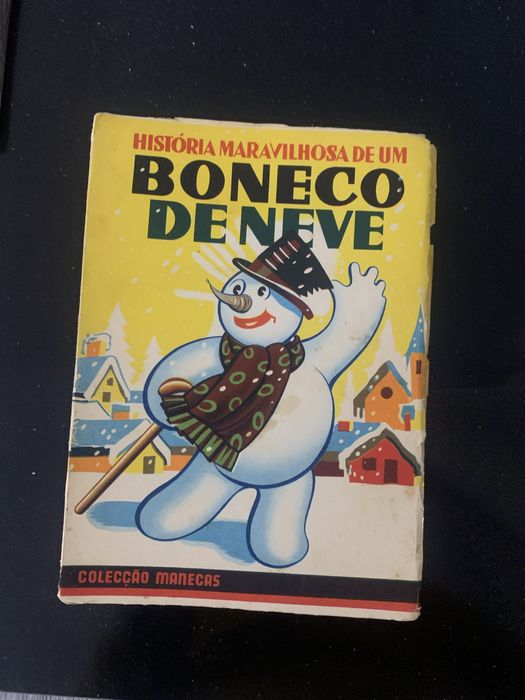 HISTÓRIA MARAVILHOSA DE UM
BONECO
DE NEVE
COLECÇÃO MANECAS